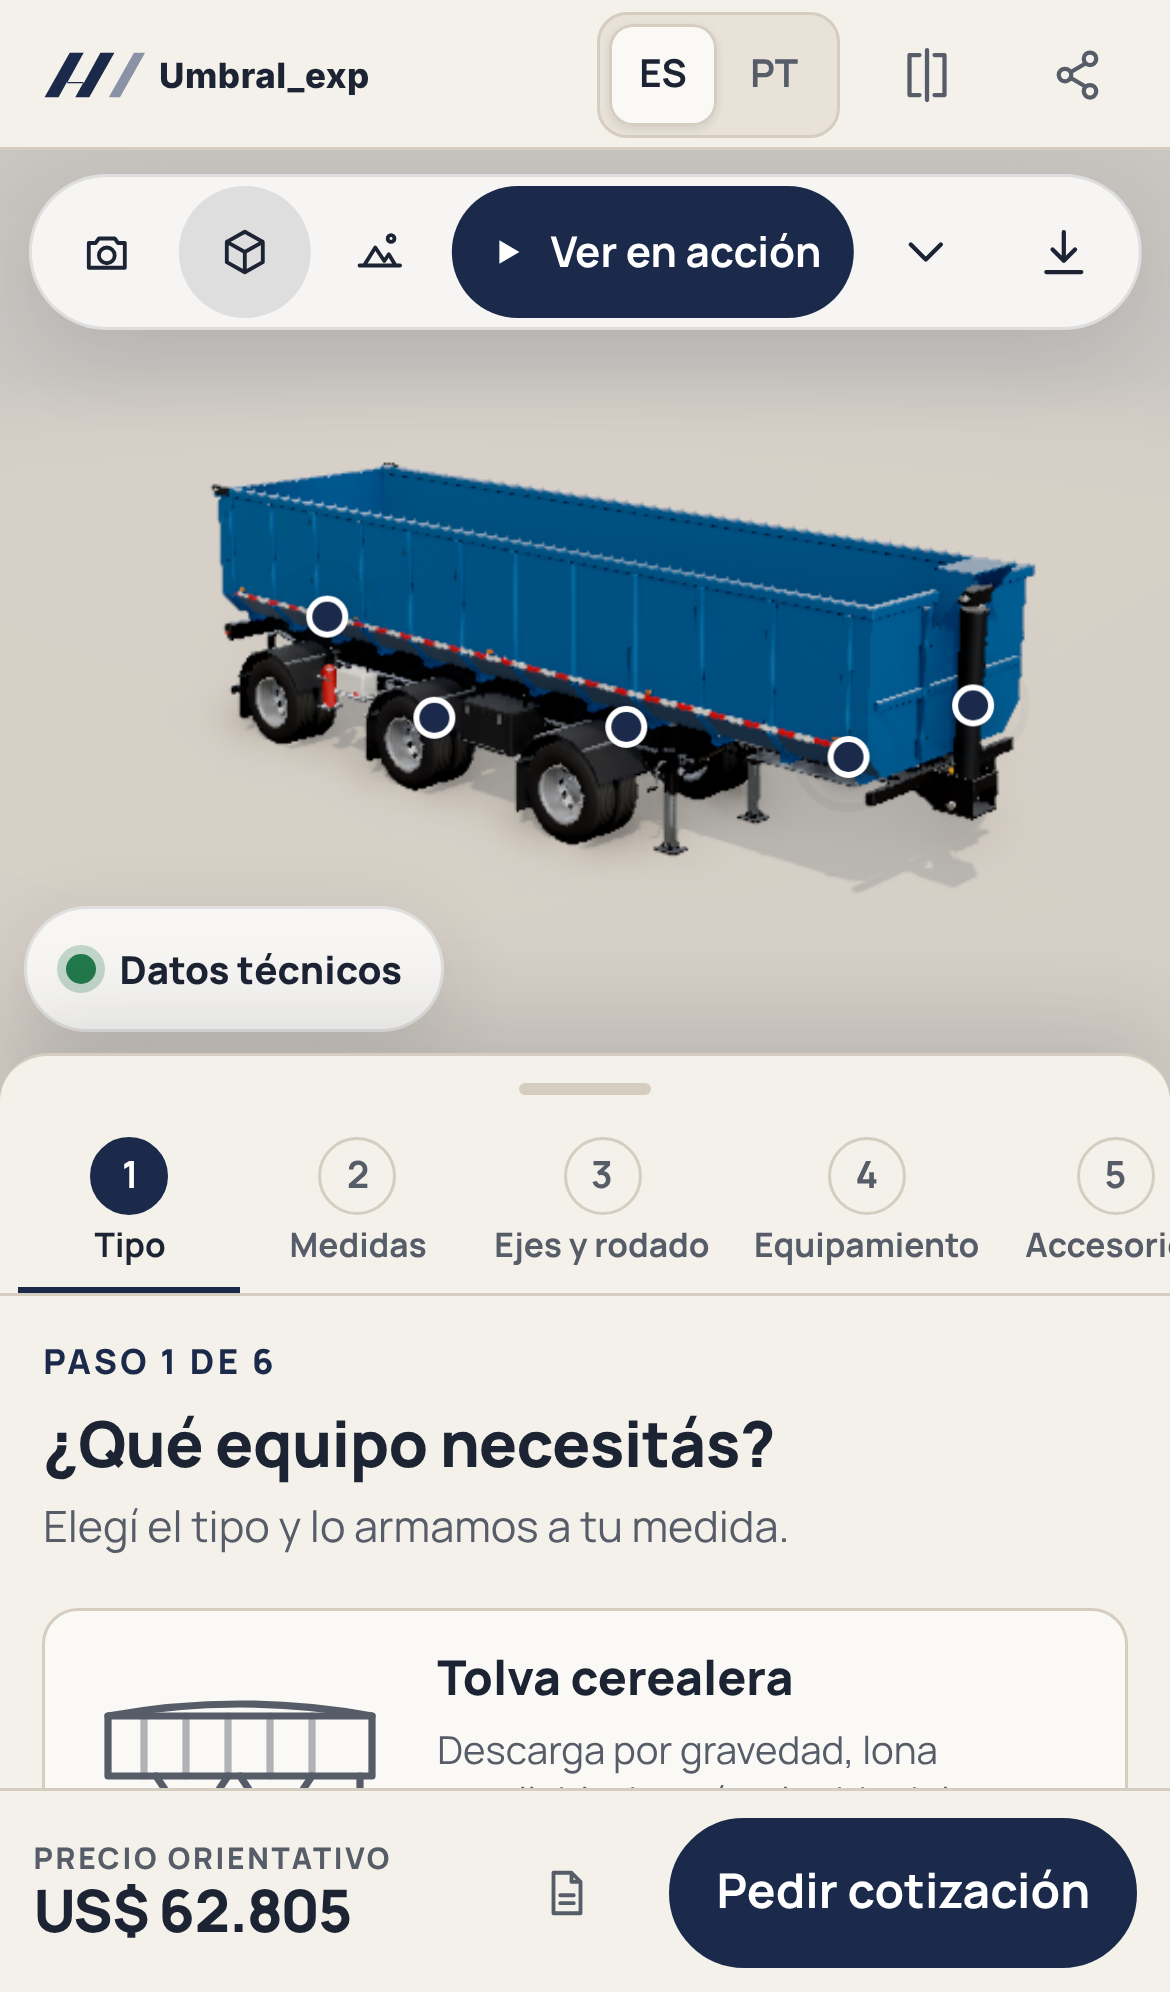 Umbral_exp
ES
PT
Ver en acción
Datos técnicos
1
2
3
4
5
Tipo
Medidas
Ejes y rodado
Equipamiento
PASO 1 DE 6
¿Qué equipo necesitás?
Elegí el tipo y lo armamos a tu medida.
Tolva cerealera
Descarga por gravedad, lona
PRECIO ORIENTATIVO
US$ 62.805
Pedir cotización